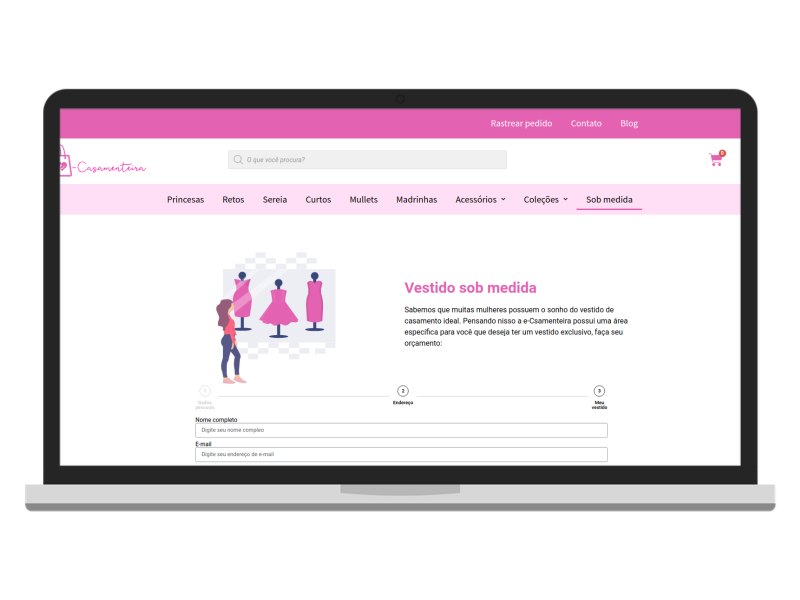 Rastrear pedido Contato Blog
-Casamenteira
O que você procura?
0
Princesas Retos Sereia Curtos Mullets Madrinhas Acessórios Coleções Sob medida
Vestido sob medida
Sabemos que muitas mulheres possuem o sonho do vestido de
casamento ideal. Pensando nisso a e-Csamenteira possui uma área
específica para você que deseja ter um vestido exclusivo, faça seu
orçamento:
1 2 3
Dados Endereço Meu
pessoais vestido
Nome completo
Digite seu nome compleo
E-mail
Digite seu endereço de e-mail